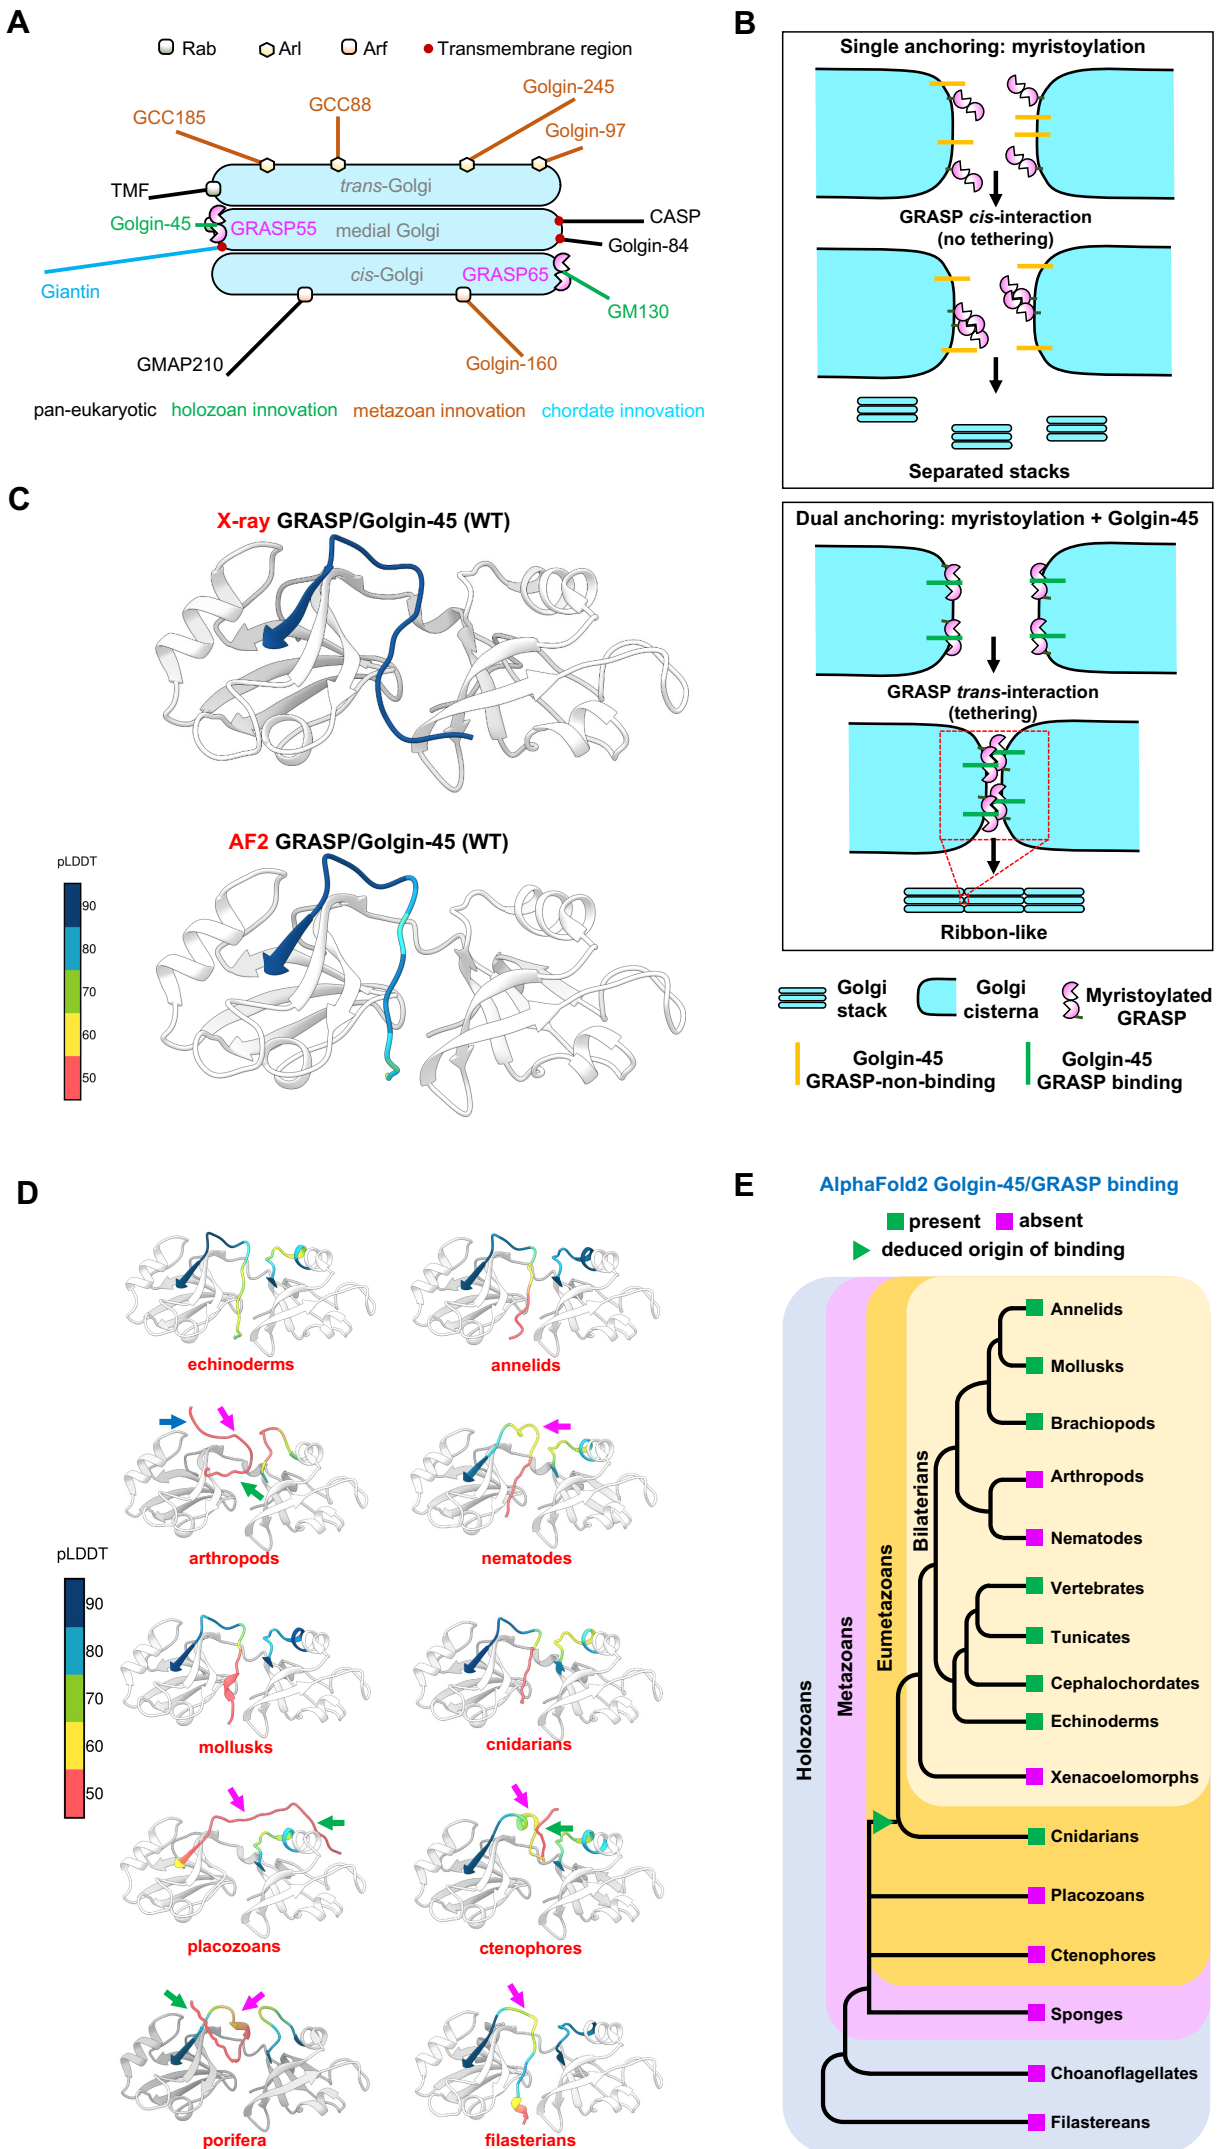 A
Rab
Arl
Arf
Transmembrane region
Golgin-245
GCC88
GCC185
Golgin-97
trans-Golgi
TMF
Golgin-45
GRASP55
medial Golgi
CASP
Golgin-84
cis-Golgi
GRASP65
Giantin
GM130
GMAP210
Golgin-160
pan-eukaryotic
holozoan innovation
metazoan innovation
chordate innovation
B
Single anchoring: myristoylation
GRASP cis-interaction
(no tethering)
Separated stacks
Dual anchoring: myristoylation + Golgin-45
GRASP trans-interaction
(tethering)
Ribbon-like
Golgi
stack
Golgi
cisterna
Myristoylated
GRASP
Golgin-45
GRASP-non-binding
Golgin-45
GRASP binding
C
X-ray GRASP/Golgin-45 (WT)
AF2 GRASP/Golgin-45 (WT)
pLDDT
90
80
70
60
50
D
echinoderms
annelids
arthropods
nematodes
pLDDT
90
80
70
60
50
mollusks
cnidarians
placozoans
ctenophores
porifera
filasterians
E
AlphaFold2 Golgin-45/GRASP binding
present
absent
deduced origin of binding
Holozoans
Metazoans
Eumetazoans
Bilaterians
Annelids
Mollusks
Brachiopods
Arthropods
Nematodes
Vertebrates
Tunicates
Cephalochordates
Echinoderms
Xenacoelomorphs
Cnidarians
Placozoans
Ctenophores
Sponges
Choanoflagellates
Filastereans